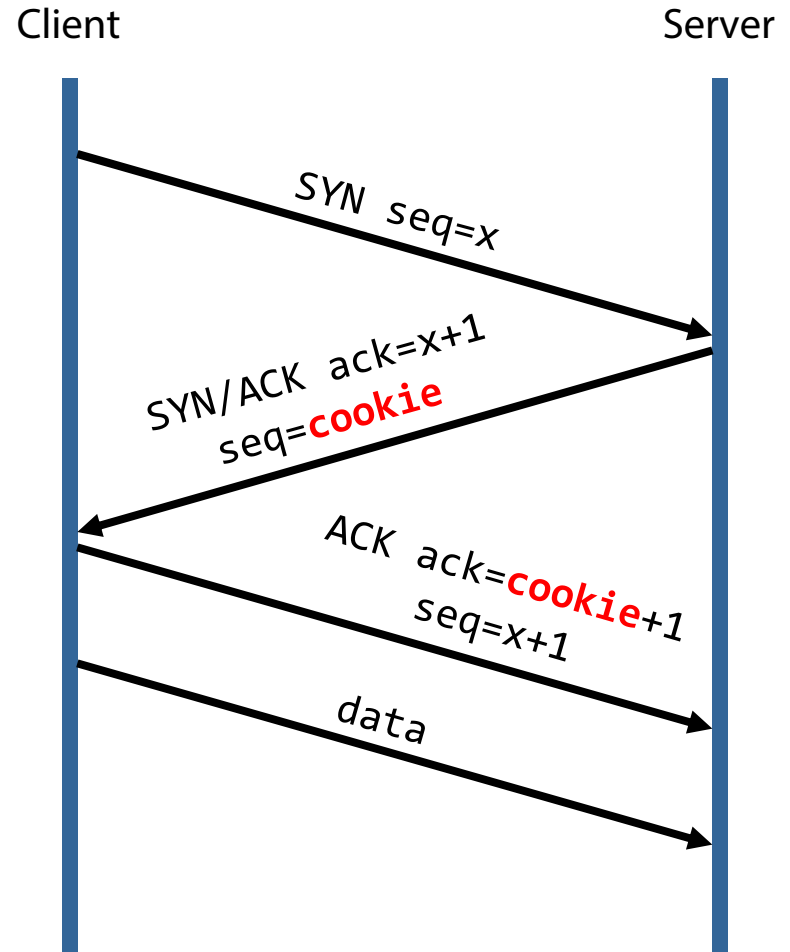 Client
Server
SYN seq=x
SYN/ACK ack=x+1
seq=cookie
ACK ack=cookie+1
seq=x+1
data